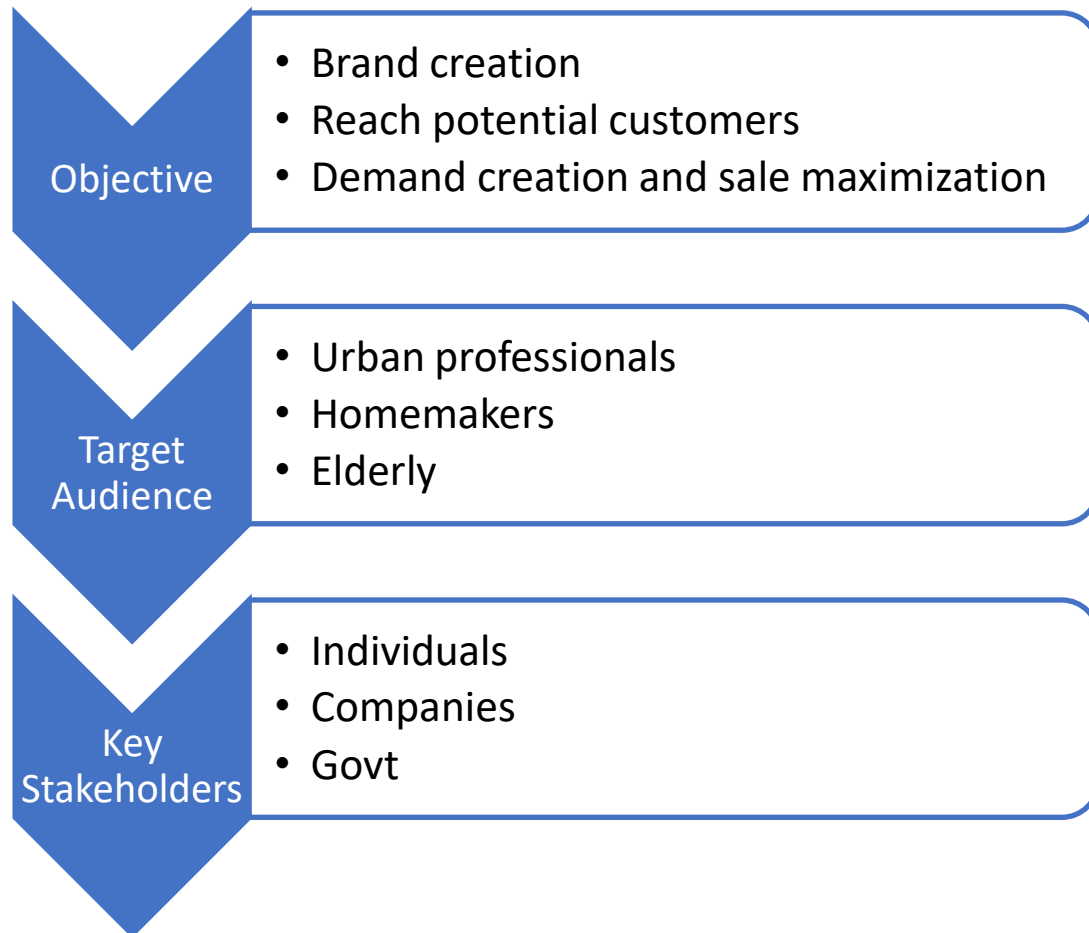 Objective
• Brand creation
• Reach potential customers
• Demand creation and sale maximization
Target
Audience
• Urban professionals
• Homemakers
• Elderly
Key
Stakeholders
• Individuals
• Companies
• Govt